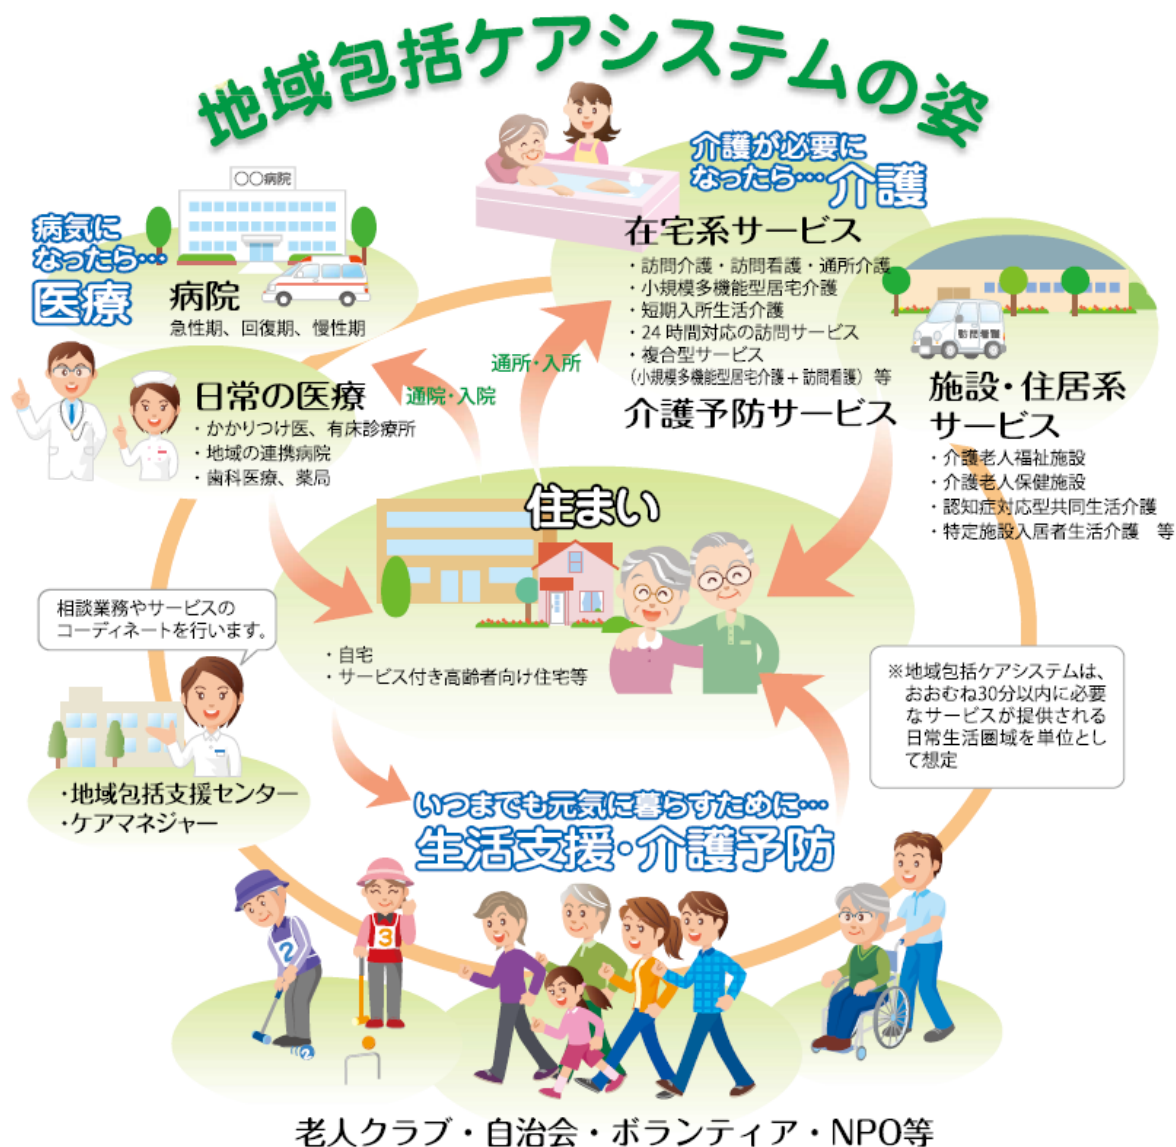 地域包括ケアシステムの姿
〇〇病院
病気に
なったら…
医療
病院
急性期、回復期、慢性期
日常の医療
・かかりつけ医、有床診療所
・地域の連携病院
・歯科医療、薬局
通院・入院
通所・入所
介護が必要に
なったら…介護
在宅系サービス
・訪問介護・訪問看護・通所介護
・小規模多機能型居宅介護
・短期入所生活介護
・24時間対応の訪問サービス
・複合型サービス
（小規模多機能型居宅介護+訪問看護）等
介護予防サービス
訪問看護
施設・住居系
サービス
・介護老人福祉施設
・介護老人保健施設
・認知症対応型共同生活介護
・特定施設入居者生活介護 等
住まい
・自宅
・サービス付き高齢者向け住宅等
相談業務やサービスの
コーディネートを行います。
・地域包括支援センター
・ケアマネジャー
※地域包括ケアシステムは、
おおむね30分以内に必要
なサービスが提供される
日常生活圏域を単位とし
て想定
いつまでも元気に暮らすために…
生活支援・介護予防
2
3
2
老人クラブ・自治会・ボランティア・NPO等